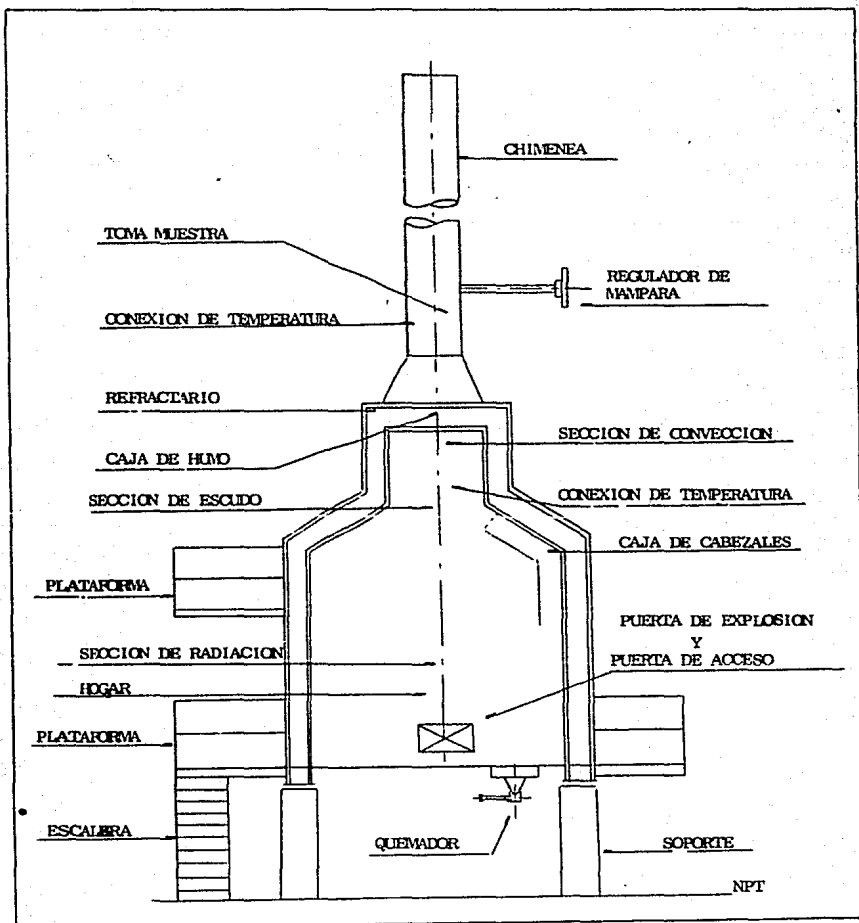 CHIMENEA
TOMA MUESTRA
REGULADOR DE
MAMPARA
CONEXION DE TEMPERATURA
REFRACTARIO
SECCION DE CONVECCION
CAJA DE HUMO
CONEXION DE TEMPERATURA
SECCION DE ESCUDO
CAJA DE CABEZALES
PLATAFORMA
PUERTA DE EXPLOSION
Y
PUERTA DE ACCESO
SECCION DE RADIACION
HOGAR
PLATAFORMA
ESCALERA
QUEMADOR
SOPORTE
NPT